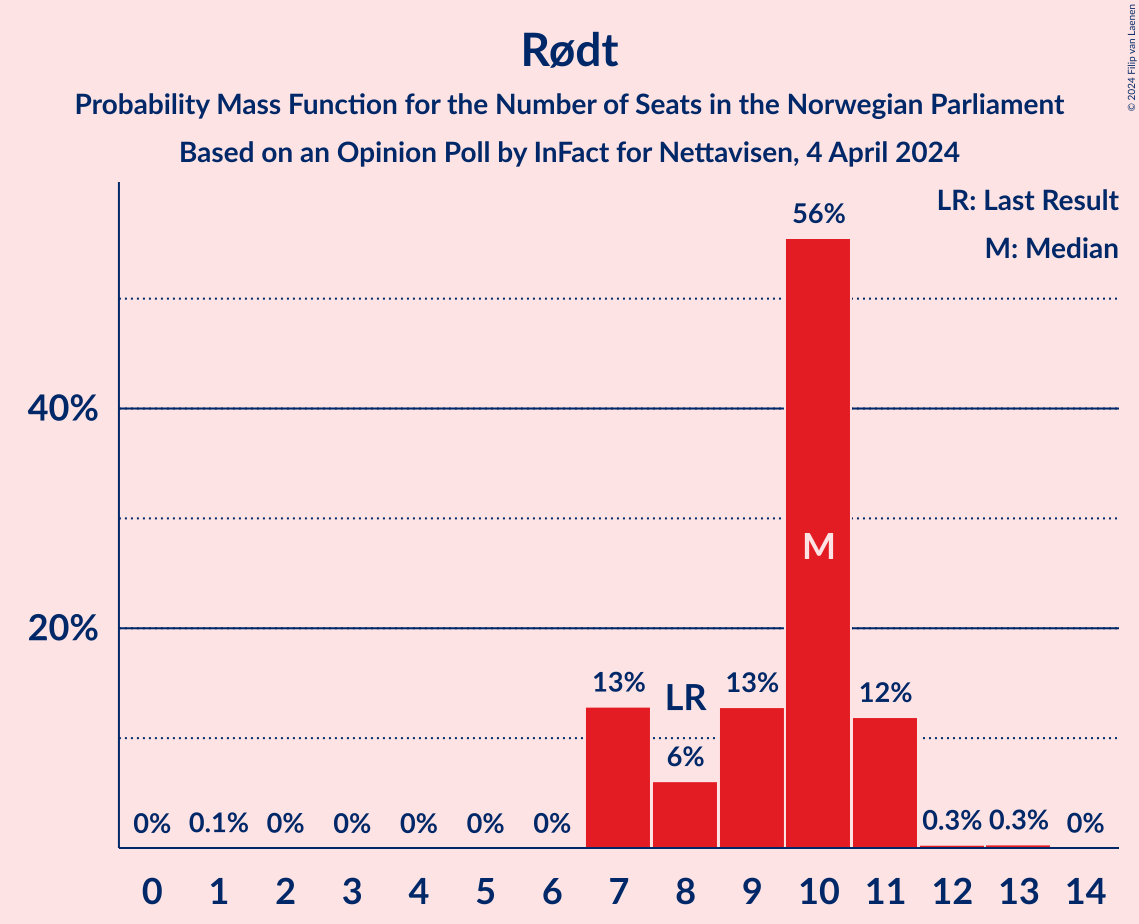 Rødt
Probability Mass Function for the Number of Seats in the Norwegian Parliament
Based on an Opinion Poll by InFact for Nettavisen, 4 April 2024
© 2024 Filip van Laenen
LR: Last Result
M: Median
56%
40%
M
20%
13%
LR
13%
12%
6%
0% 0.1% 0% 0% 0% 0% 0% 0.3% 0.3% 0%
0 1 2 3 4 5 6 7 8 9 10 11 12 13 14